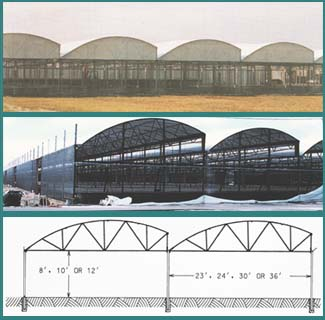 8', 10' OR 12'
23', 24', 30' OR 36'